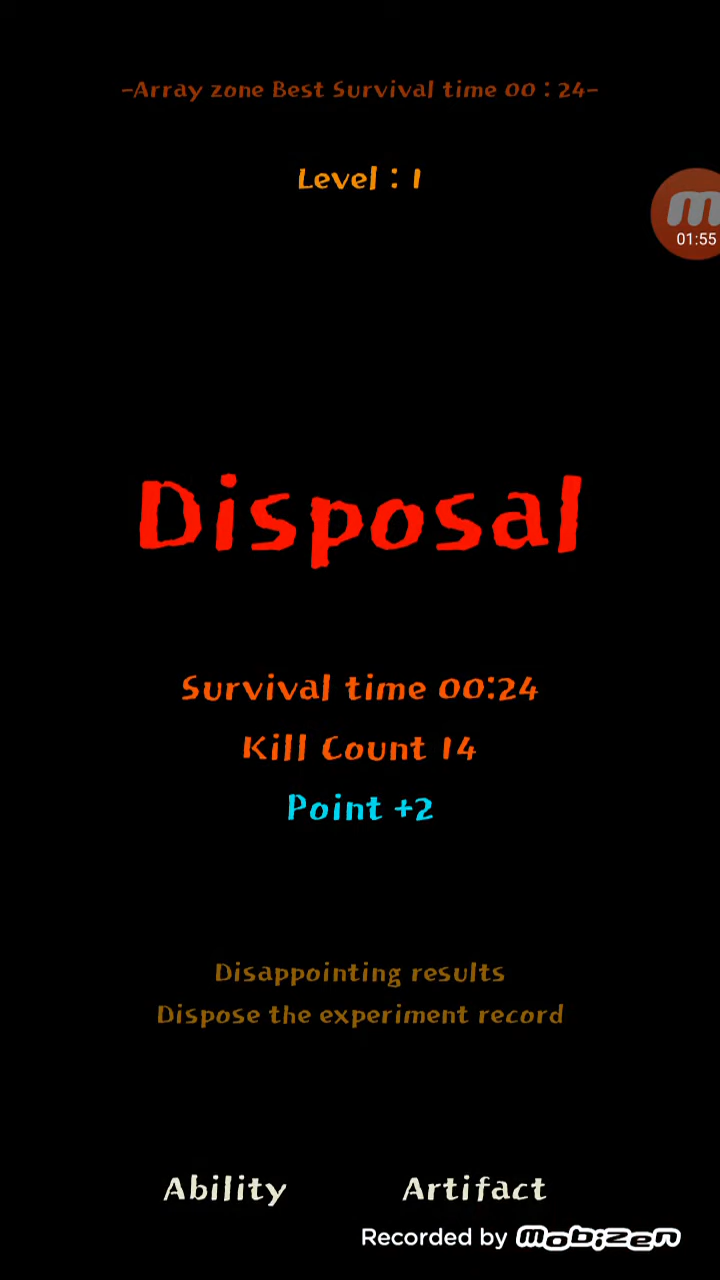 -Array zone Best Survival time 00 : 24-
Level : 1
m
01:55
Disposal
Survival time 00:24
Kill Count 14
Point +2
Disappointing results
Dispose the experiment record
Ability Artifact
Recorded by mobizen